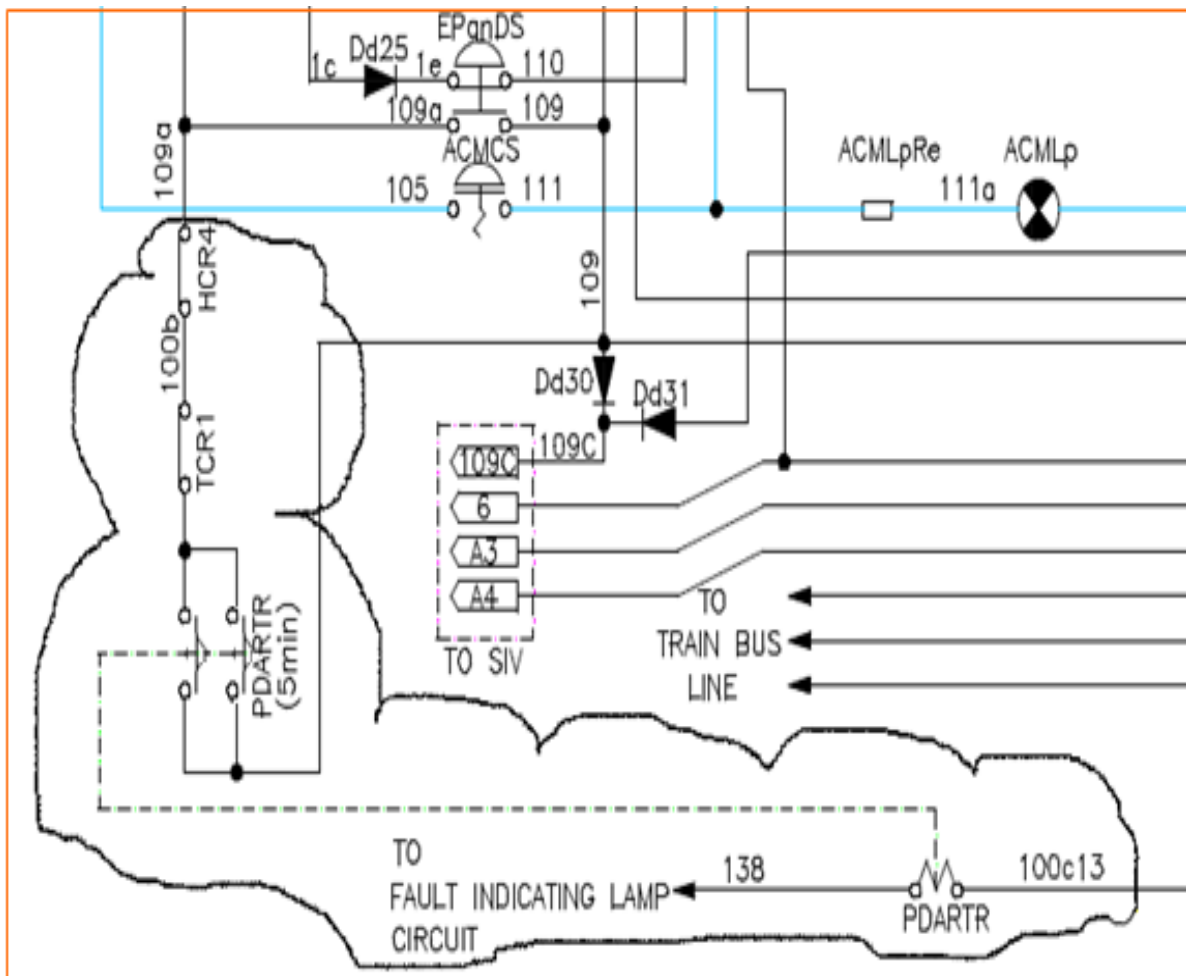 EPanDS
Dd25
1c
1e
110
109a
109
ACMCS
ACMLpRe
ACMLp
109a
105
111
111a
HCR4
109
100b
Dd30
Dd31
TCR1
109C
109C
6
A3
A4
TO SIV
TO
TRAIN BUS
LINE
PDARTR
(5min)
TO
FAULT INDICATING LAMP
CIRCUIT
138
100c13
PDARTR